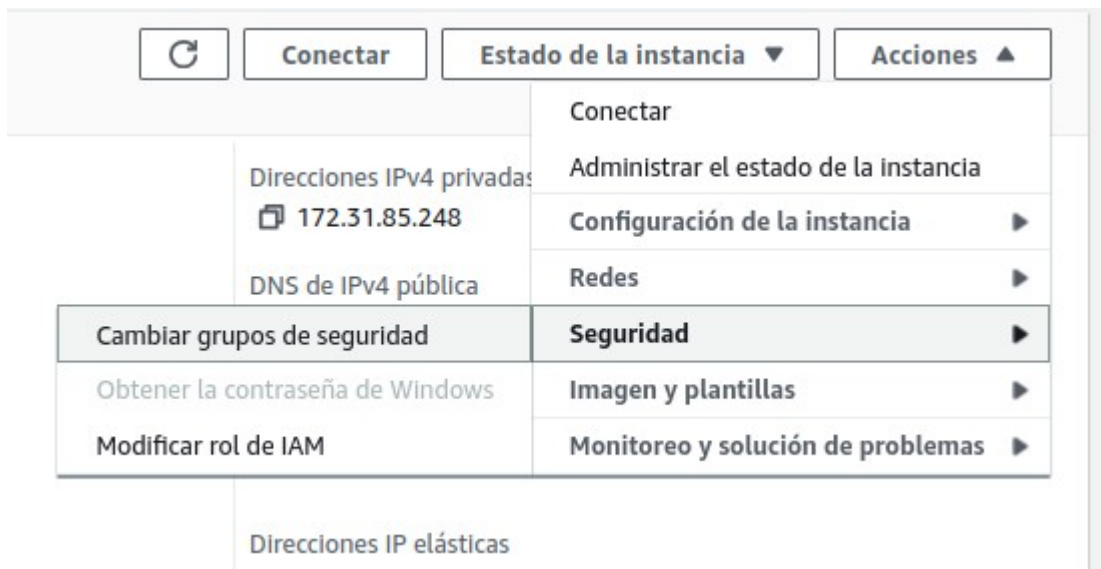 Conectar
Estado de la instancia
Acciones
Conectar
Administrar el estado de la instancia
Configuración de la instancia
Redes
Seguridad
Imagen y plantillas
Monitoreo y solución de problemas
Cambiar grupos de seguridad
Obtener la contraseña de Windows
Modificar rol de IAM
Direcciones IPv4 privadas
172.31.85.248
DNS de IPv4 pública
Direcciones IP elásticas